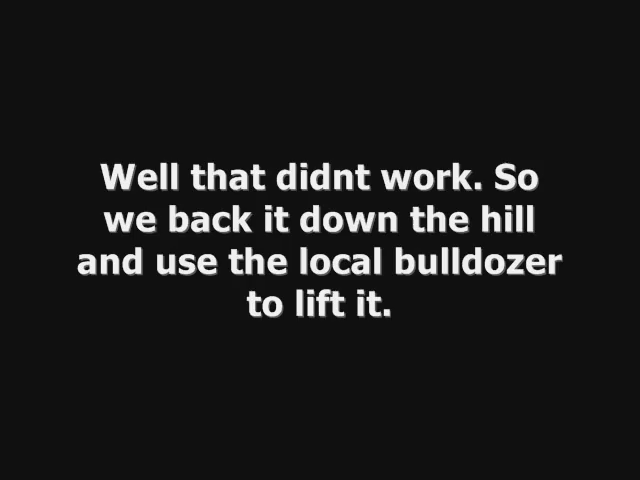 Well that didnt work. So
we back it down the hill
and use the local bulldozer
to lift it.